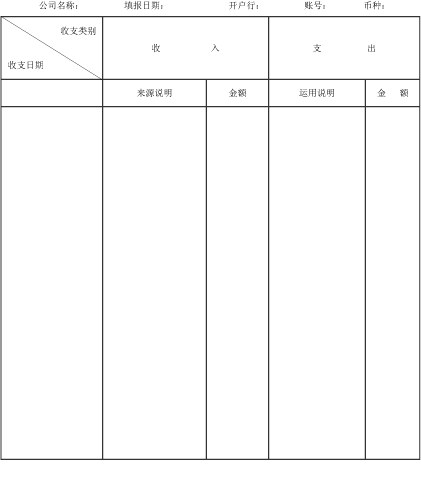 公司名称: 填报日期: 开户行: 账号: 币种:
收支类别
收支日期
收 入 支 出
来源说明 金额 运用说明 金 额